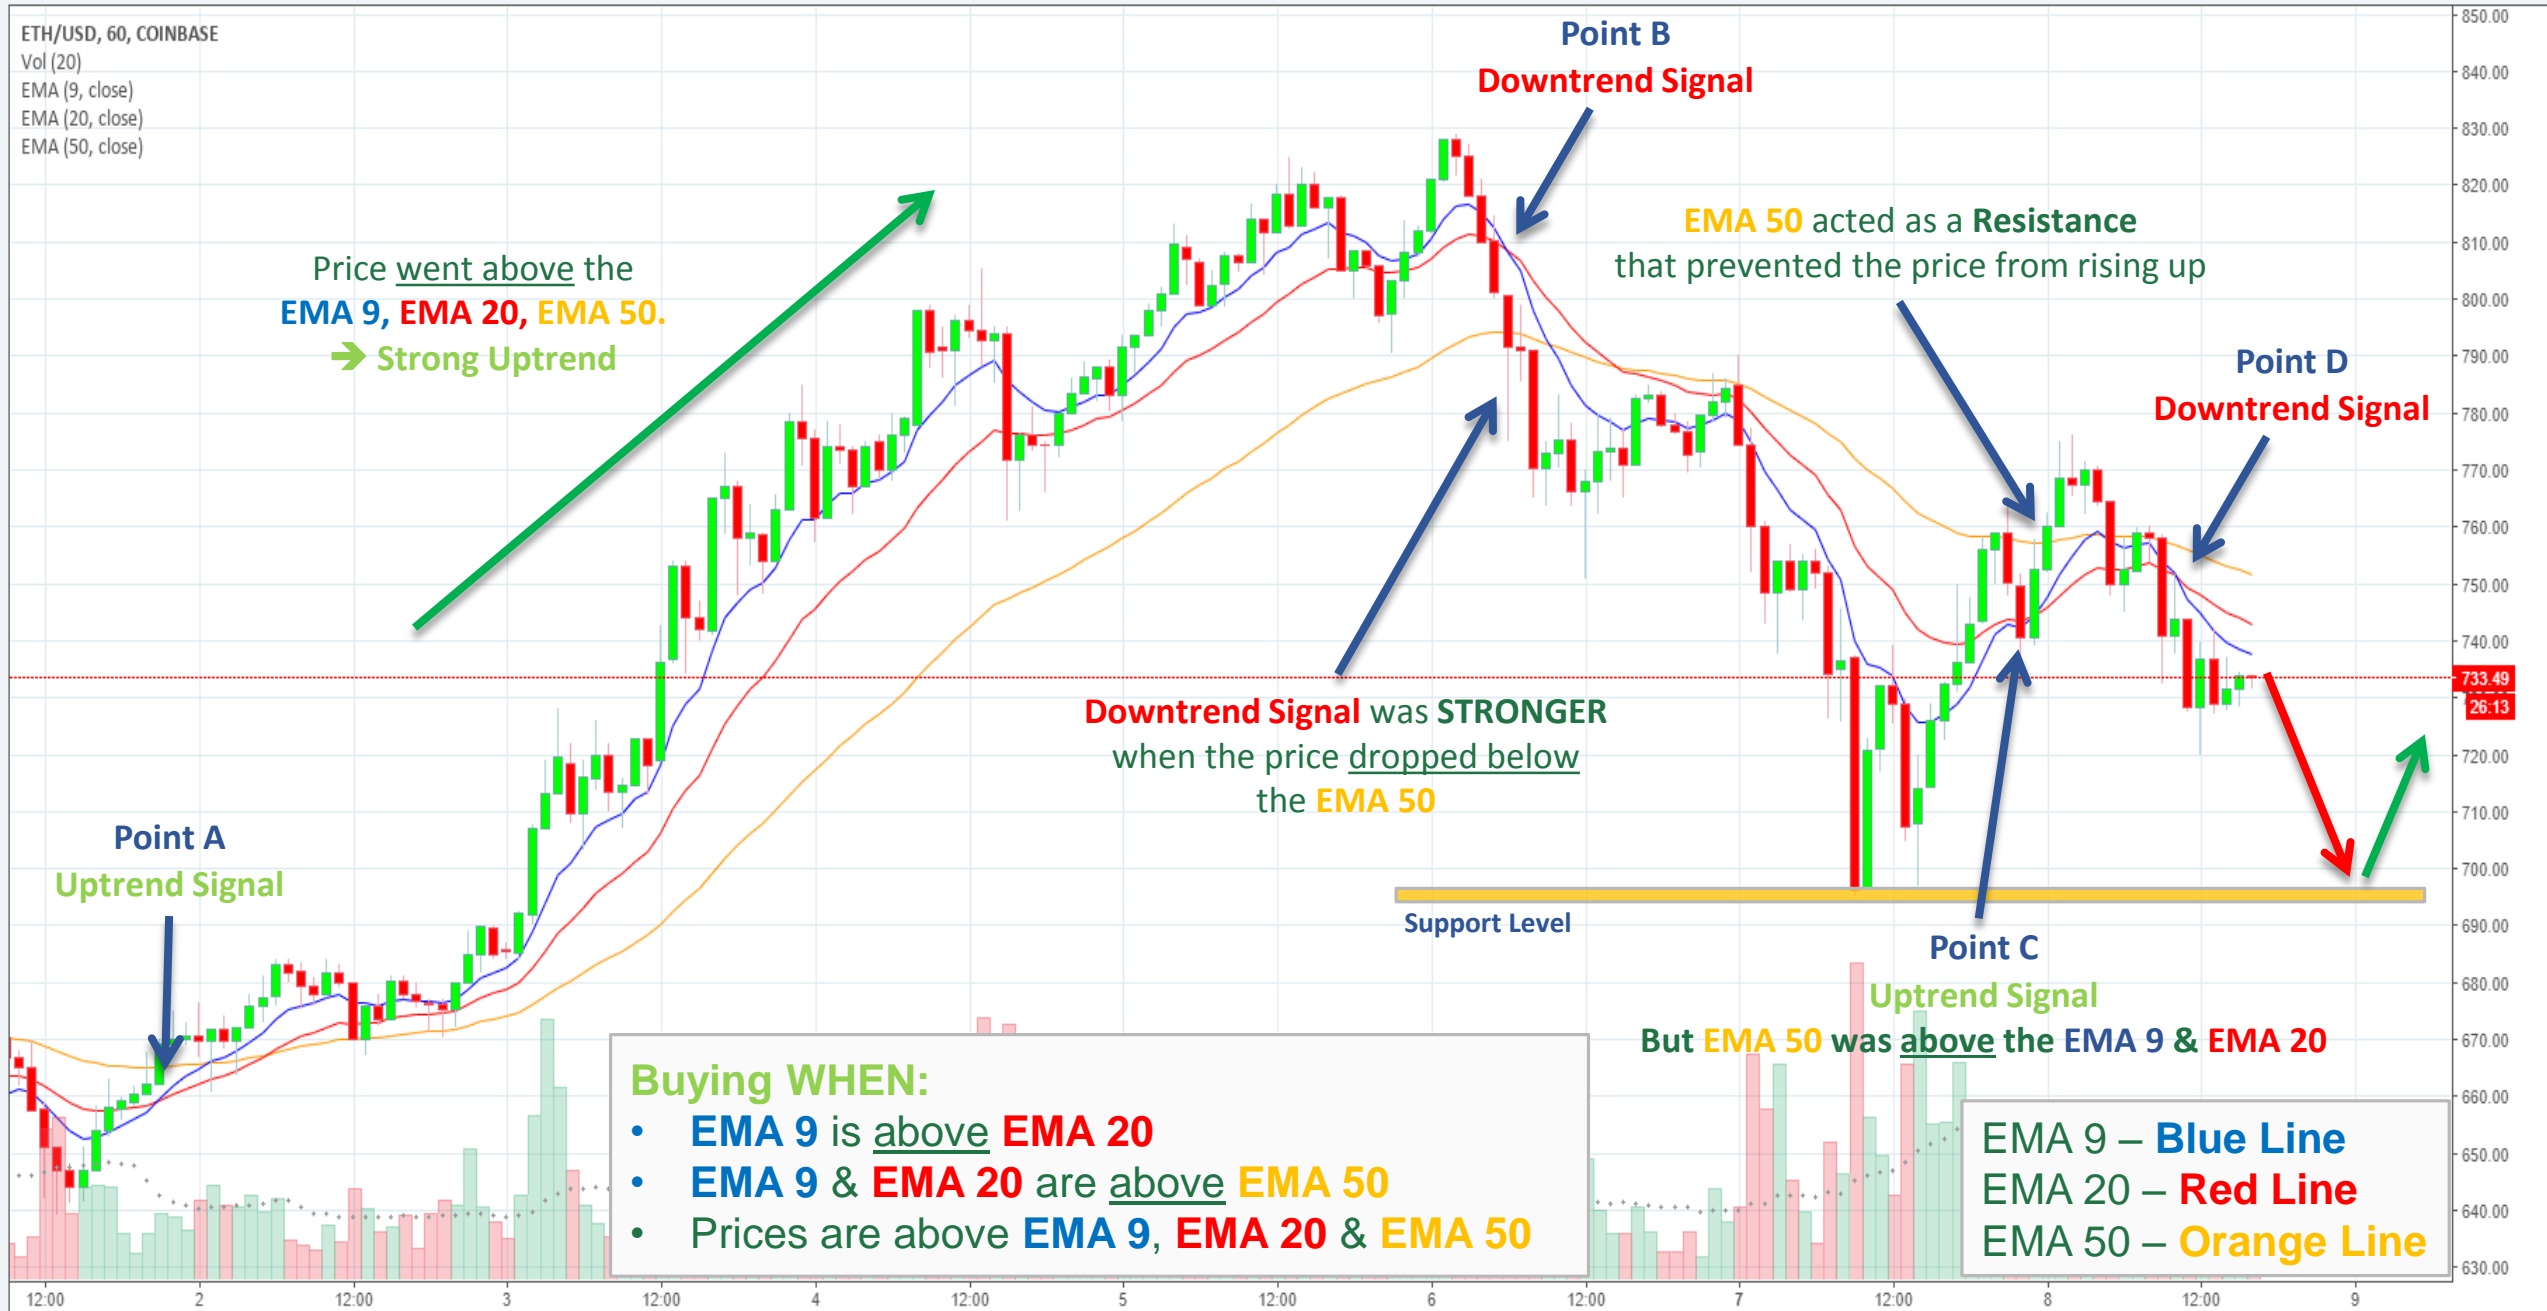 ETH/USD, 60, COINBASE
Vol (20)
EMA (9, close)
EMA (20, close)
EMA (50, close)
Point B
Downtrend Signal
Price went above the
EMA 9, EMA 20, EMA 50.
➔ Strong Uptrend
EMA 50 acted as a Resistance
that prevented the price from rising up
Point D
Downtrend Signal
Downtrend Signal was STRONGER
when the price dropped below
the EMA 50
Point A
Uptrend Signal
Support Level
Point C
Uptrend Signal
But EMA 50 was above the EMA 9 & EMA 20
Buying WHEN:
• EMA 9 is above EMA 20
• EMA 9 & EMA 20 are above EMA 50
• Prices are above EMA 9, EMA 20 & EMA 50
EMA 9 – Blue Line
EMA 20 – Red Line
EMA 50 – Orange Line
850.00
840.00
830.00
820.00
810.00
800.00
790.00
780.00
770.00
760.00
750.00
740.00
733.49
26:13
720.00
710.00
700.00
690.00
680.00
670.00
660.00
650.00
640.00
630.00
12:00 2 12:00 3 12:00 4 12:00 5 12:00 6 12:00 7 12:00 8 12:00 9